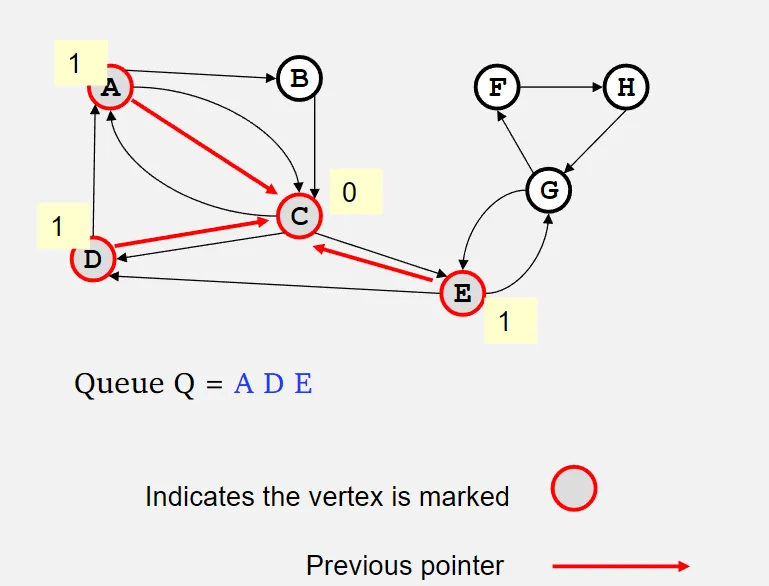 1
A
B
F
H
G
0
C
1
D
E
1
Queue Q = A D E
Indicates the vertex is marked
Previous pointer